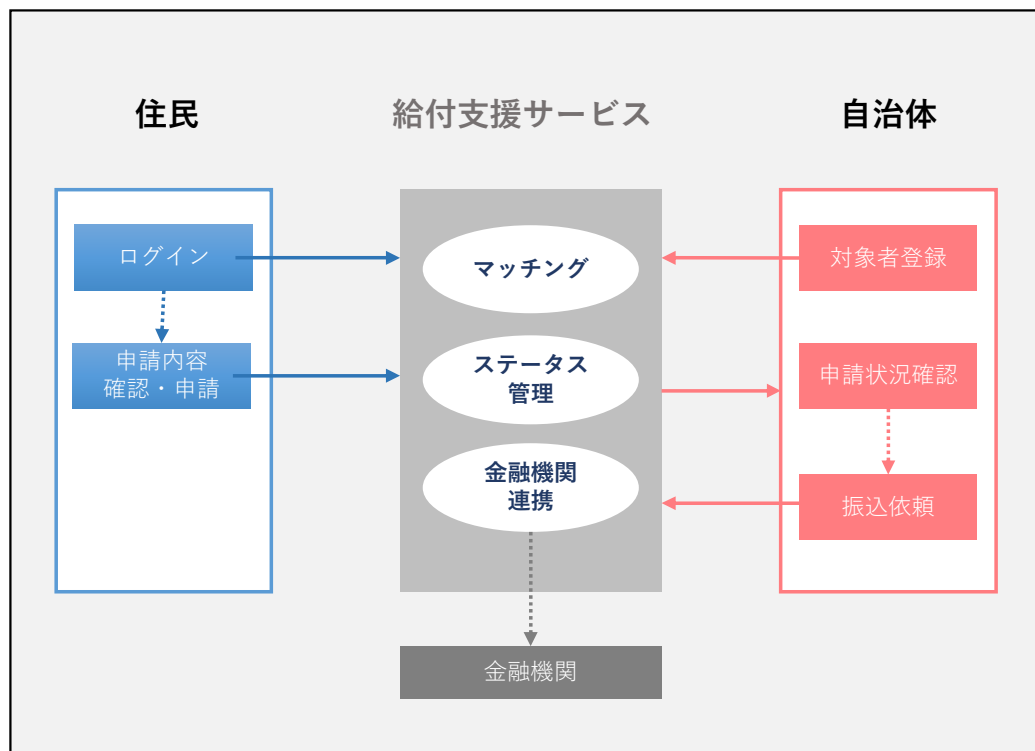 住民
給付支援サービス
自治体
ログイン
マッチング
対象者登録
申請内容
確認・申請
ステータス
管理
申請状況確認
金融機関
連携
振込依頼
金融機関